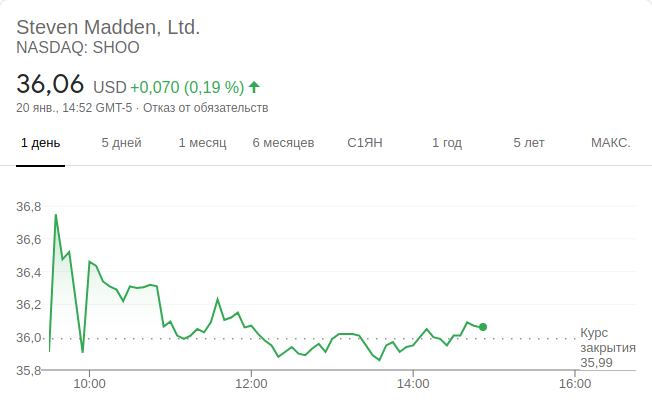 Steven Madden, Ltd.
NASDAQ: SHOO
36,06 USD +0,070 (0,19 %)
20 янв., 14:52 GMT-5 · Отказ от обязательств
1 день 5 дней 1 месяц 6 месяцев С1ЯН 1 год 5 лет МАКС.
36,8
36,6
36,4
36,2
36,0
35,8
Курс
закрытия
35,99
10:00 12:00 14:00 16:00